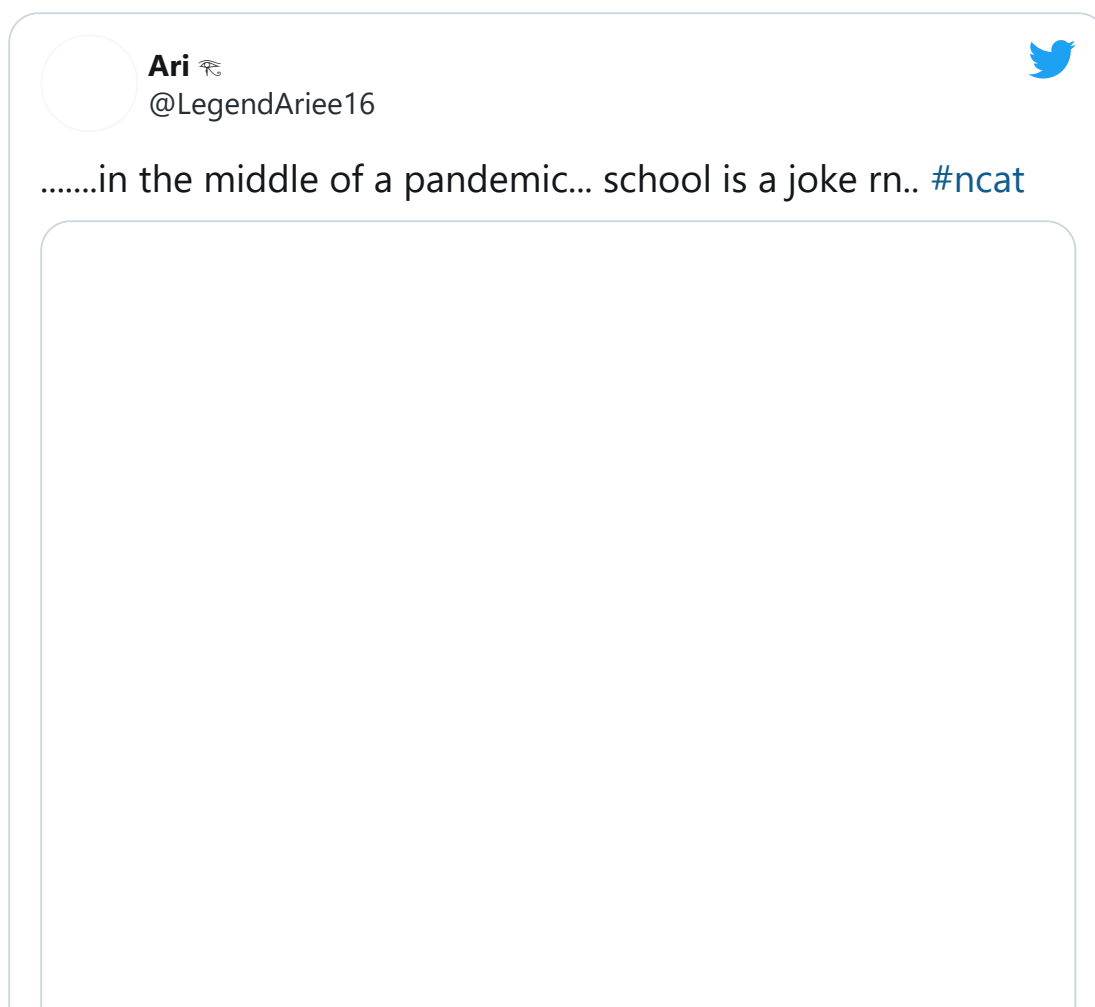 Ari 𓂀
@LegendAriee16
.......in the middle of a pandemic... school is a joke rn.. #ncat